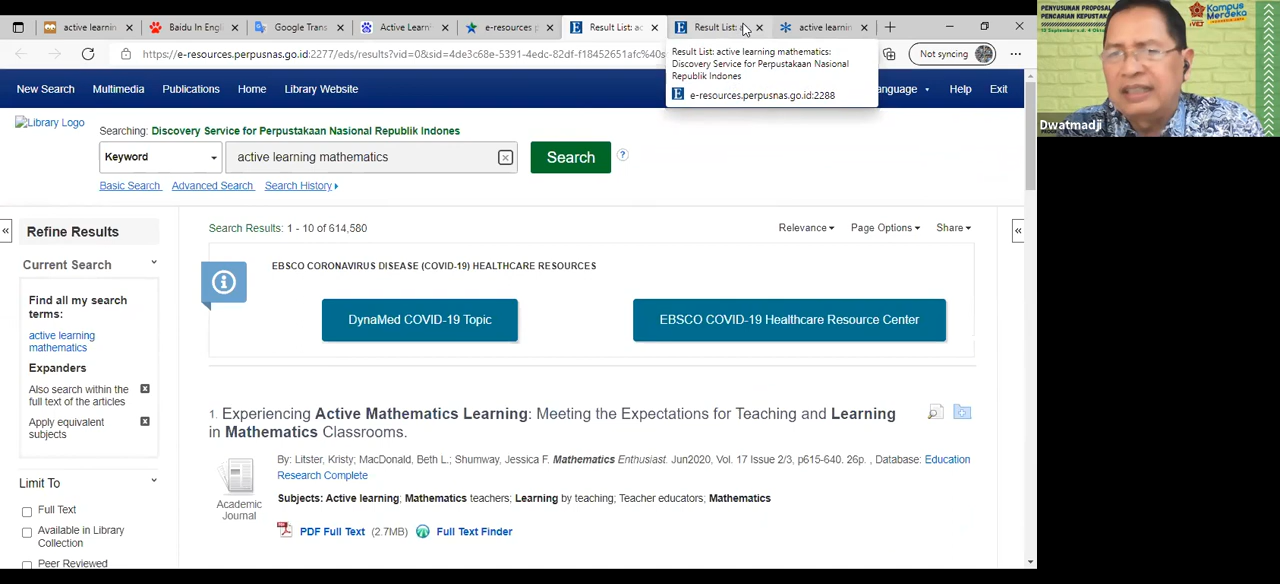 active learning
Baidu In Engl
Google Trans
Active Learni
e-resources
Result List: ac
Result List: a
active learnin
https://e-resources.perpusnas.go.id:2277/eds/results?vid=0&sid=4de3c68e-5391-4edc-82df-f18452651afc%40s
Not syncing
Result List: active learning mathematics:
Discovery Service for Perpustakaan Nasional
Republik Indones
e-resources.perpusnas.go.id:2288
New Search
Multimedia
Publications
Home
Library Website
anguage
Help
Exit
Library Logo
Searching: Discovery Service for Perpustakaan Nasional Republik Indones
Keyword
active learning mathematics
Search
Basic Search
Advanced Search
Search History
Refine Results
Current Search
Find all my search
terms:
active learning
mathematics
Expanders
Also search within the
full text of the articles
Apply equivalent
subjects
Limit To
Full Text
Available in Library
Collection
Peer Reviewed
Search Results: 1 - 10 of 614,580
Relevance
Page Options
Share
EBSCO CORONAVIRUS DISEASE (COVID-19) HEALTHCARE RESOURCES
DynaMed COVID-19 Topic
EBSCO COVID-19 Healthcare Resource Center
1. Experiencing Active Mathematics Learning: Meeting the Expectations for Teaching and Learning
in Mathematics Classrooms.
By: Litster, Kristy; MacDonald, Beth L.; Shumway, Jessica F. Mathematics Enthusiast. Jun2020, Vol. 17 Issue 2/3, p615-640. 26p. , Database: Education
Research Complete
Subjects: Active learning; Mathematics teachers; Learning by teaching; Teacher educators; Mathematics
Academic
Journal
PDF Full Text (2.7MB)
Full Text Finder
PENYUSUNAN PROPOSAL
PENCARIAN KEPUSTAK
Kampus
Merdeka
Dwatmadji